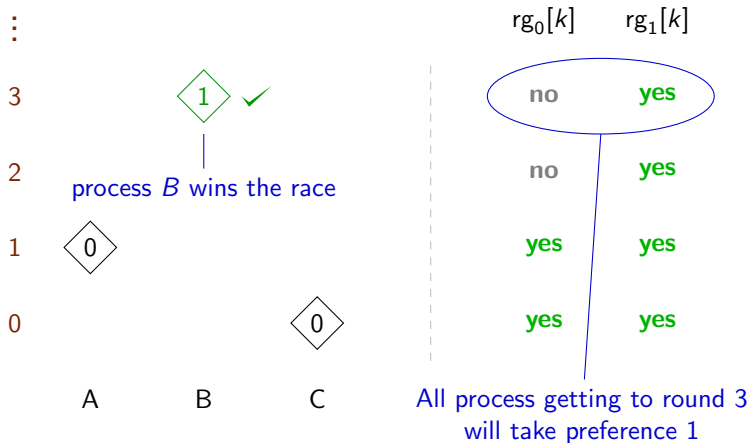 ⋮ rg₀[k] rg₁[k]
3 1 ✓ no yes
2 no yes
process B wins the race
1 0 yes yes
0 0 yes yes
A B C
All process getting to round 3
will take preference 1